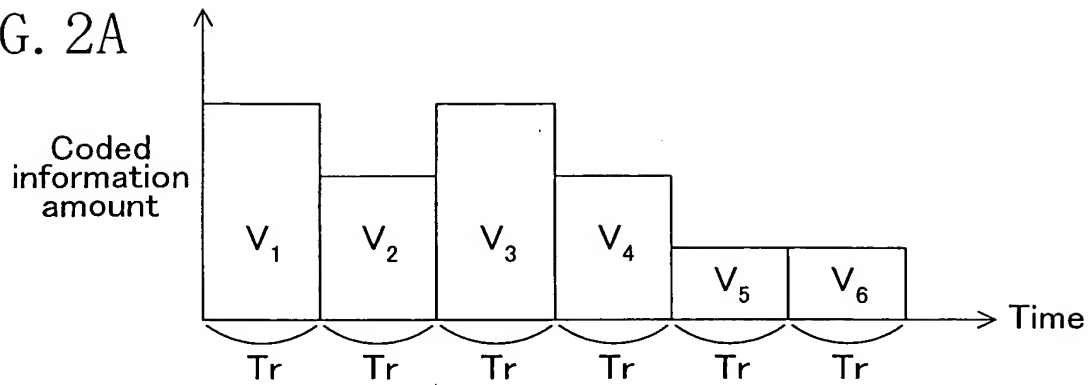 G. 2A
Coded
information
amount
V₁ V₂ V₃ V₄ V₅ V₆
Time
Tr Tr Tr Tr Tr Tr